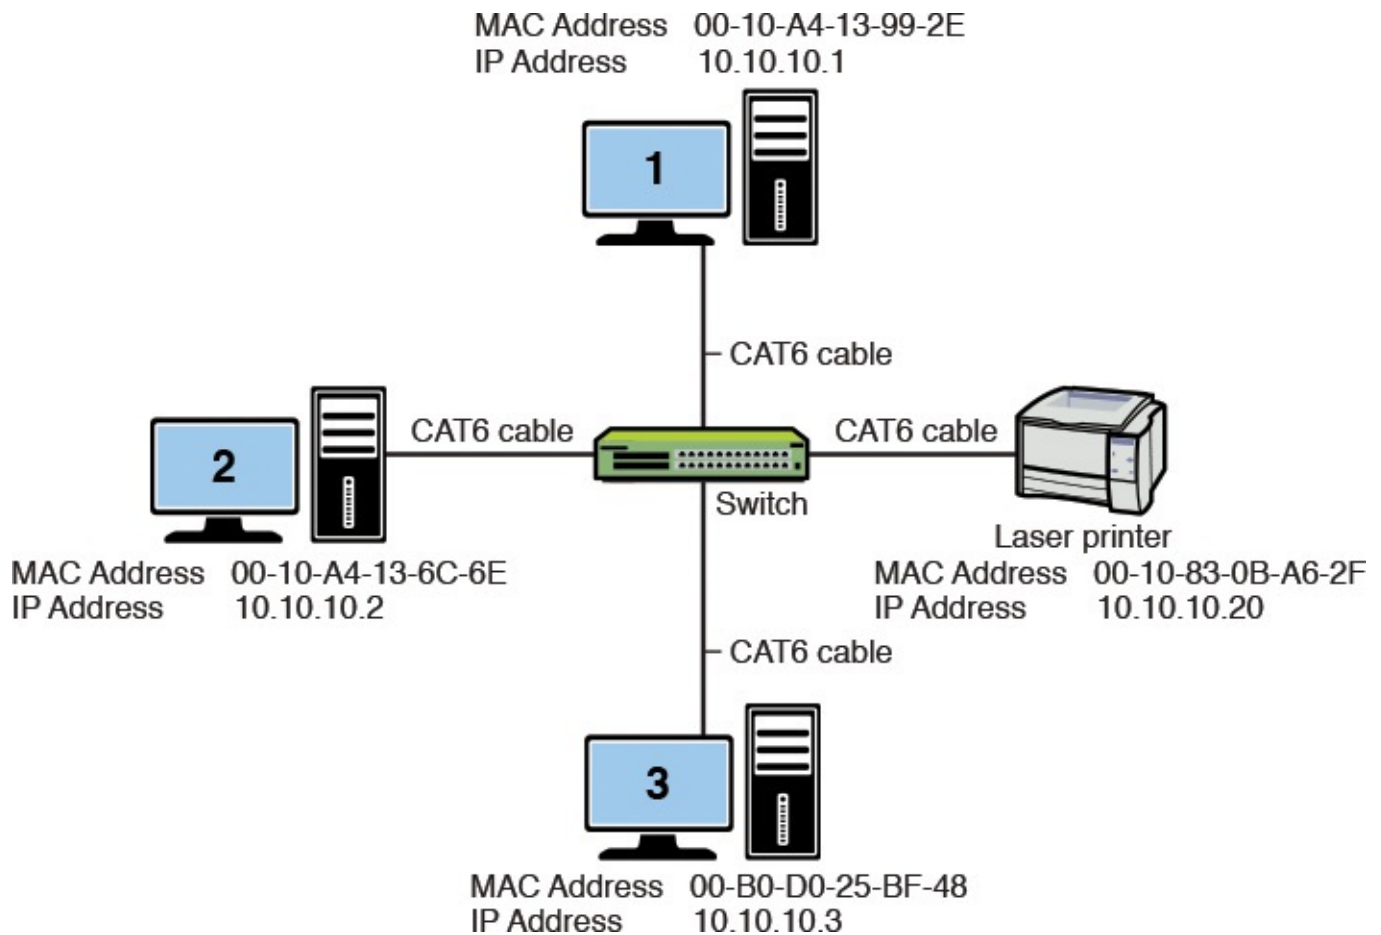 MAC Address 00-10-A4-13-99-2E
IP Address 10.10.10.1
1
CAT6 cable
CAT6 cable
CAT6 cable
2
Switch
Laser printer
MAC Address 00-10-A4-13-6C-6E
IP Address 10.10.10.2
MAC Address 00-10-83-0B-A6-2F
IP Address 10.10.10.20
CAT6 cable
3
MAC Address 00-B0-D0-25-BF-48
IP Address 10.10.10.3